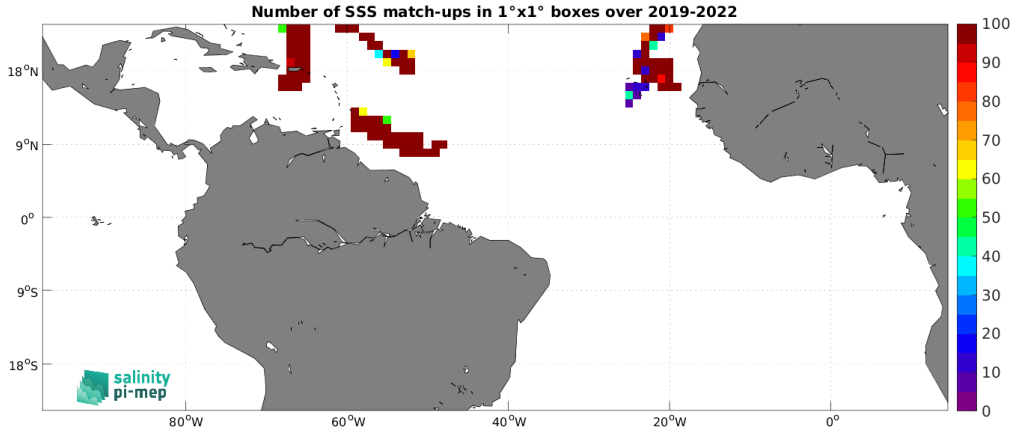 Number of SSS match-ups in 1°x1° boxes over 2019-2022
18°N
9°N
0°
9°S
18°S
80°W
60°W
40°W
20°W
0°
100
90
80
70
60
50
40
30
20
10
0
salinity
pi-mep